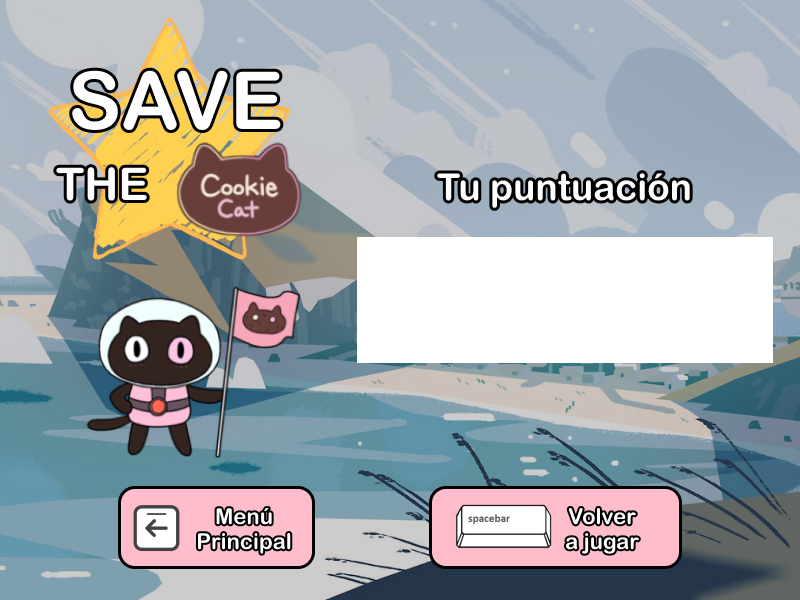 SAVE
THE
Cookie
Cat
Tu puntuación
Menú
Principal
spacebar
Volver
a jugar